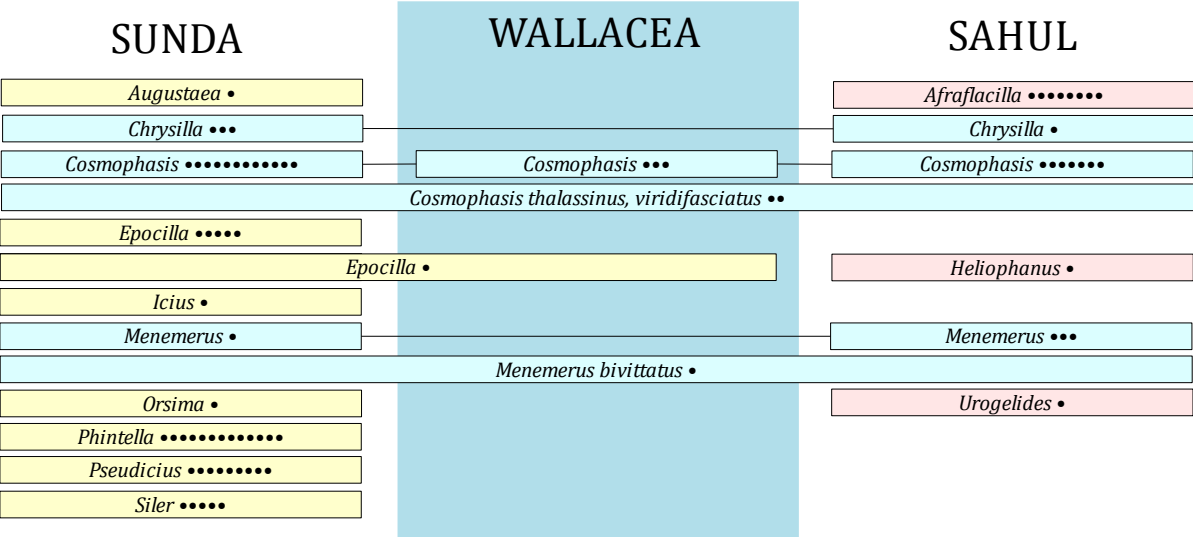 SUNDA WALLACEA SAHUL
Augustaea • Afraflacilla ••••••••
Chrysilla ••• Chrysilla •
Cosmophasis •••••••••••• Cosmophasis ••• Cosmophasis •••••••
Cosmophasis thalassinus, viridifasciatus ••
Epocilla •••••
Epocilla • Heliophanus •
Icius •
Menemerus • Menemerus •••
Menemerus bivittatus •
Orsima • Urogelides •
Phintella •••••••••••••
Pseudicius •••••••••
Siler •••••